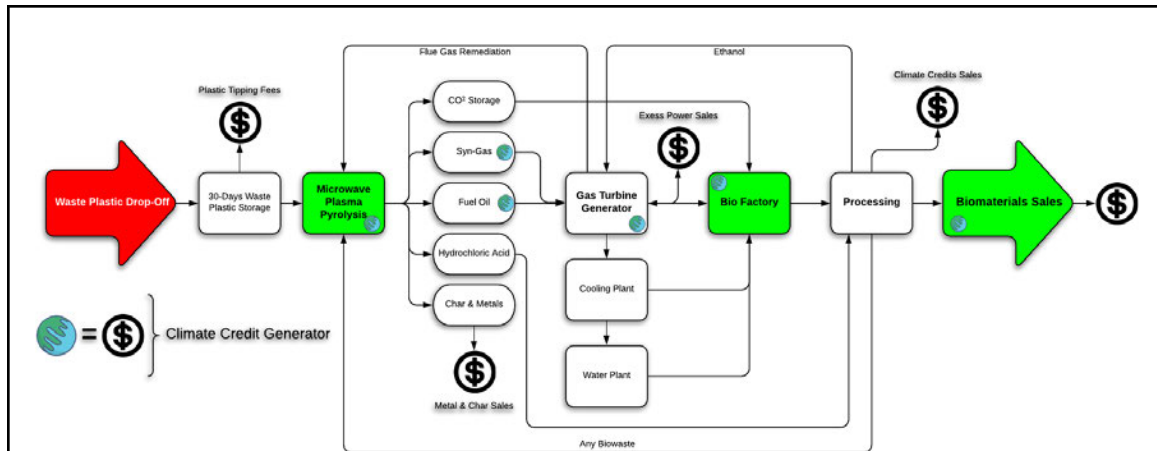 Flue Gas Remediation
Ethanol
Climate Credits Sales
Plastic Tipping Fees
CO² Storage
Exess Power Sales
Syn-Gas
Waste Plastic Drop-Off
30-Days Waste
Plastic Storage
Microwave
Plasma
Pyrolysis
Fuel Oil
Gas Turbine
Generator
Bio Factory
Processing
Biomaterials Sales
Hydrochloric Acid
Cooling Plant
Char & Metals
= Climate Credit Generator
Water Plant
Metal & Char Sales
Any Biowaste